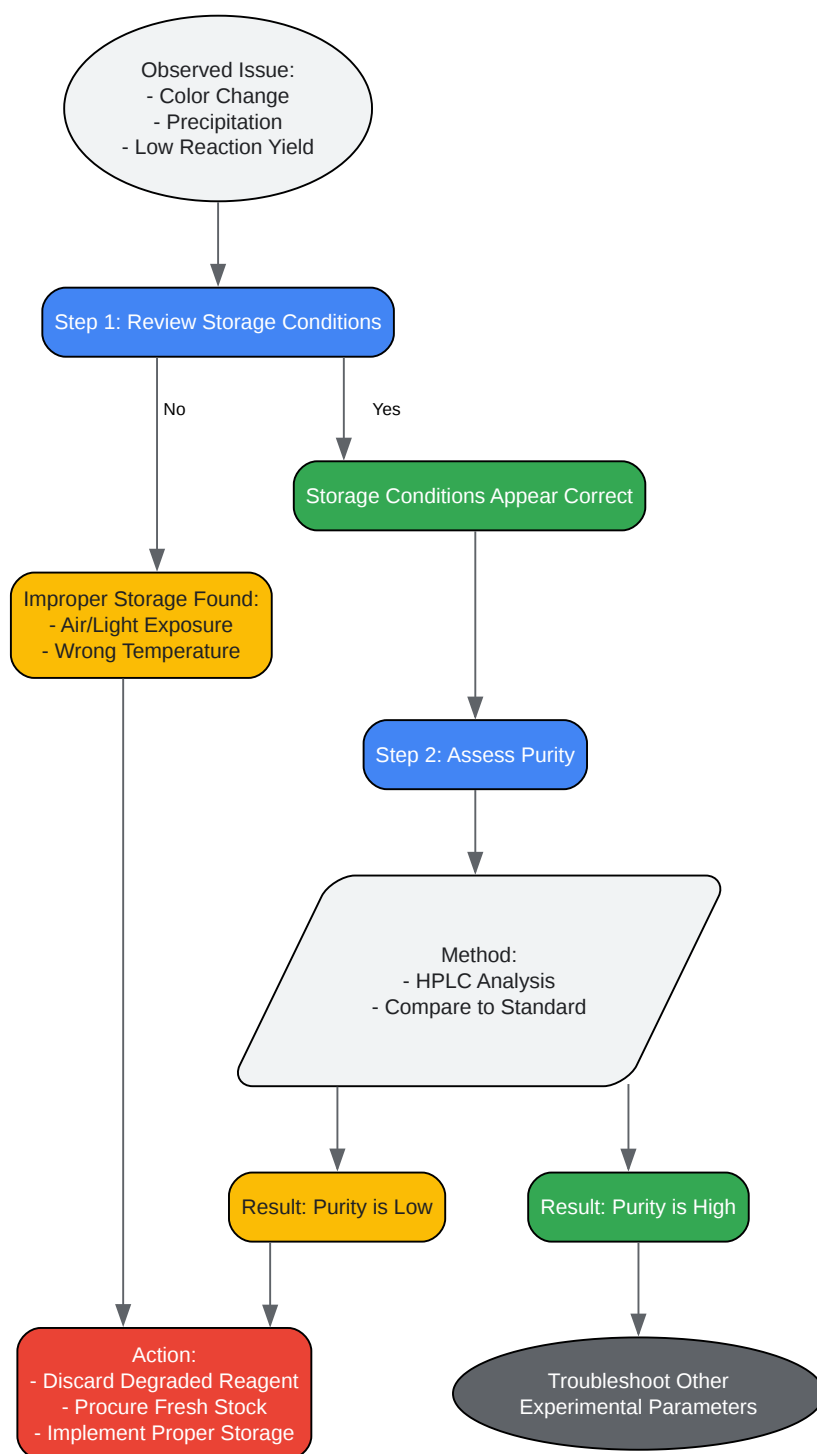 Observed Issue:
- Color Change
- Precipitation
- Low Reaction Yield
Step 1: Review Storage Conditions
No
Yes
Storage Conditions Appear Correct
Improper Storage Found:
- Air/Light Exposure
- Wrong Temperature
Step 2: Assess Purity
Method:
- HPLC Analysis
- Compare to Standard
Result: Purity is Low
Result: Purity is High
Action:
- Discard Degraded Reagent
- Procure Fresh Stock
- Implement Proper Storage
Troubleshoot Other
Experimental Parameters